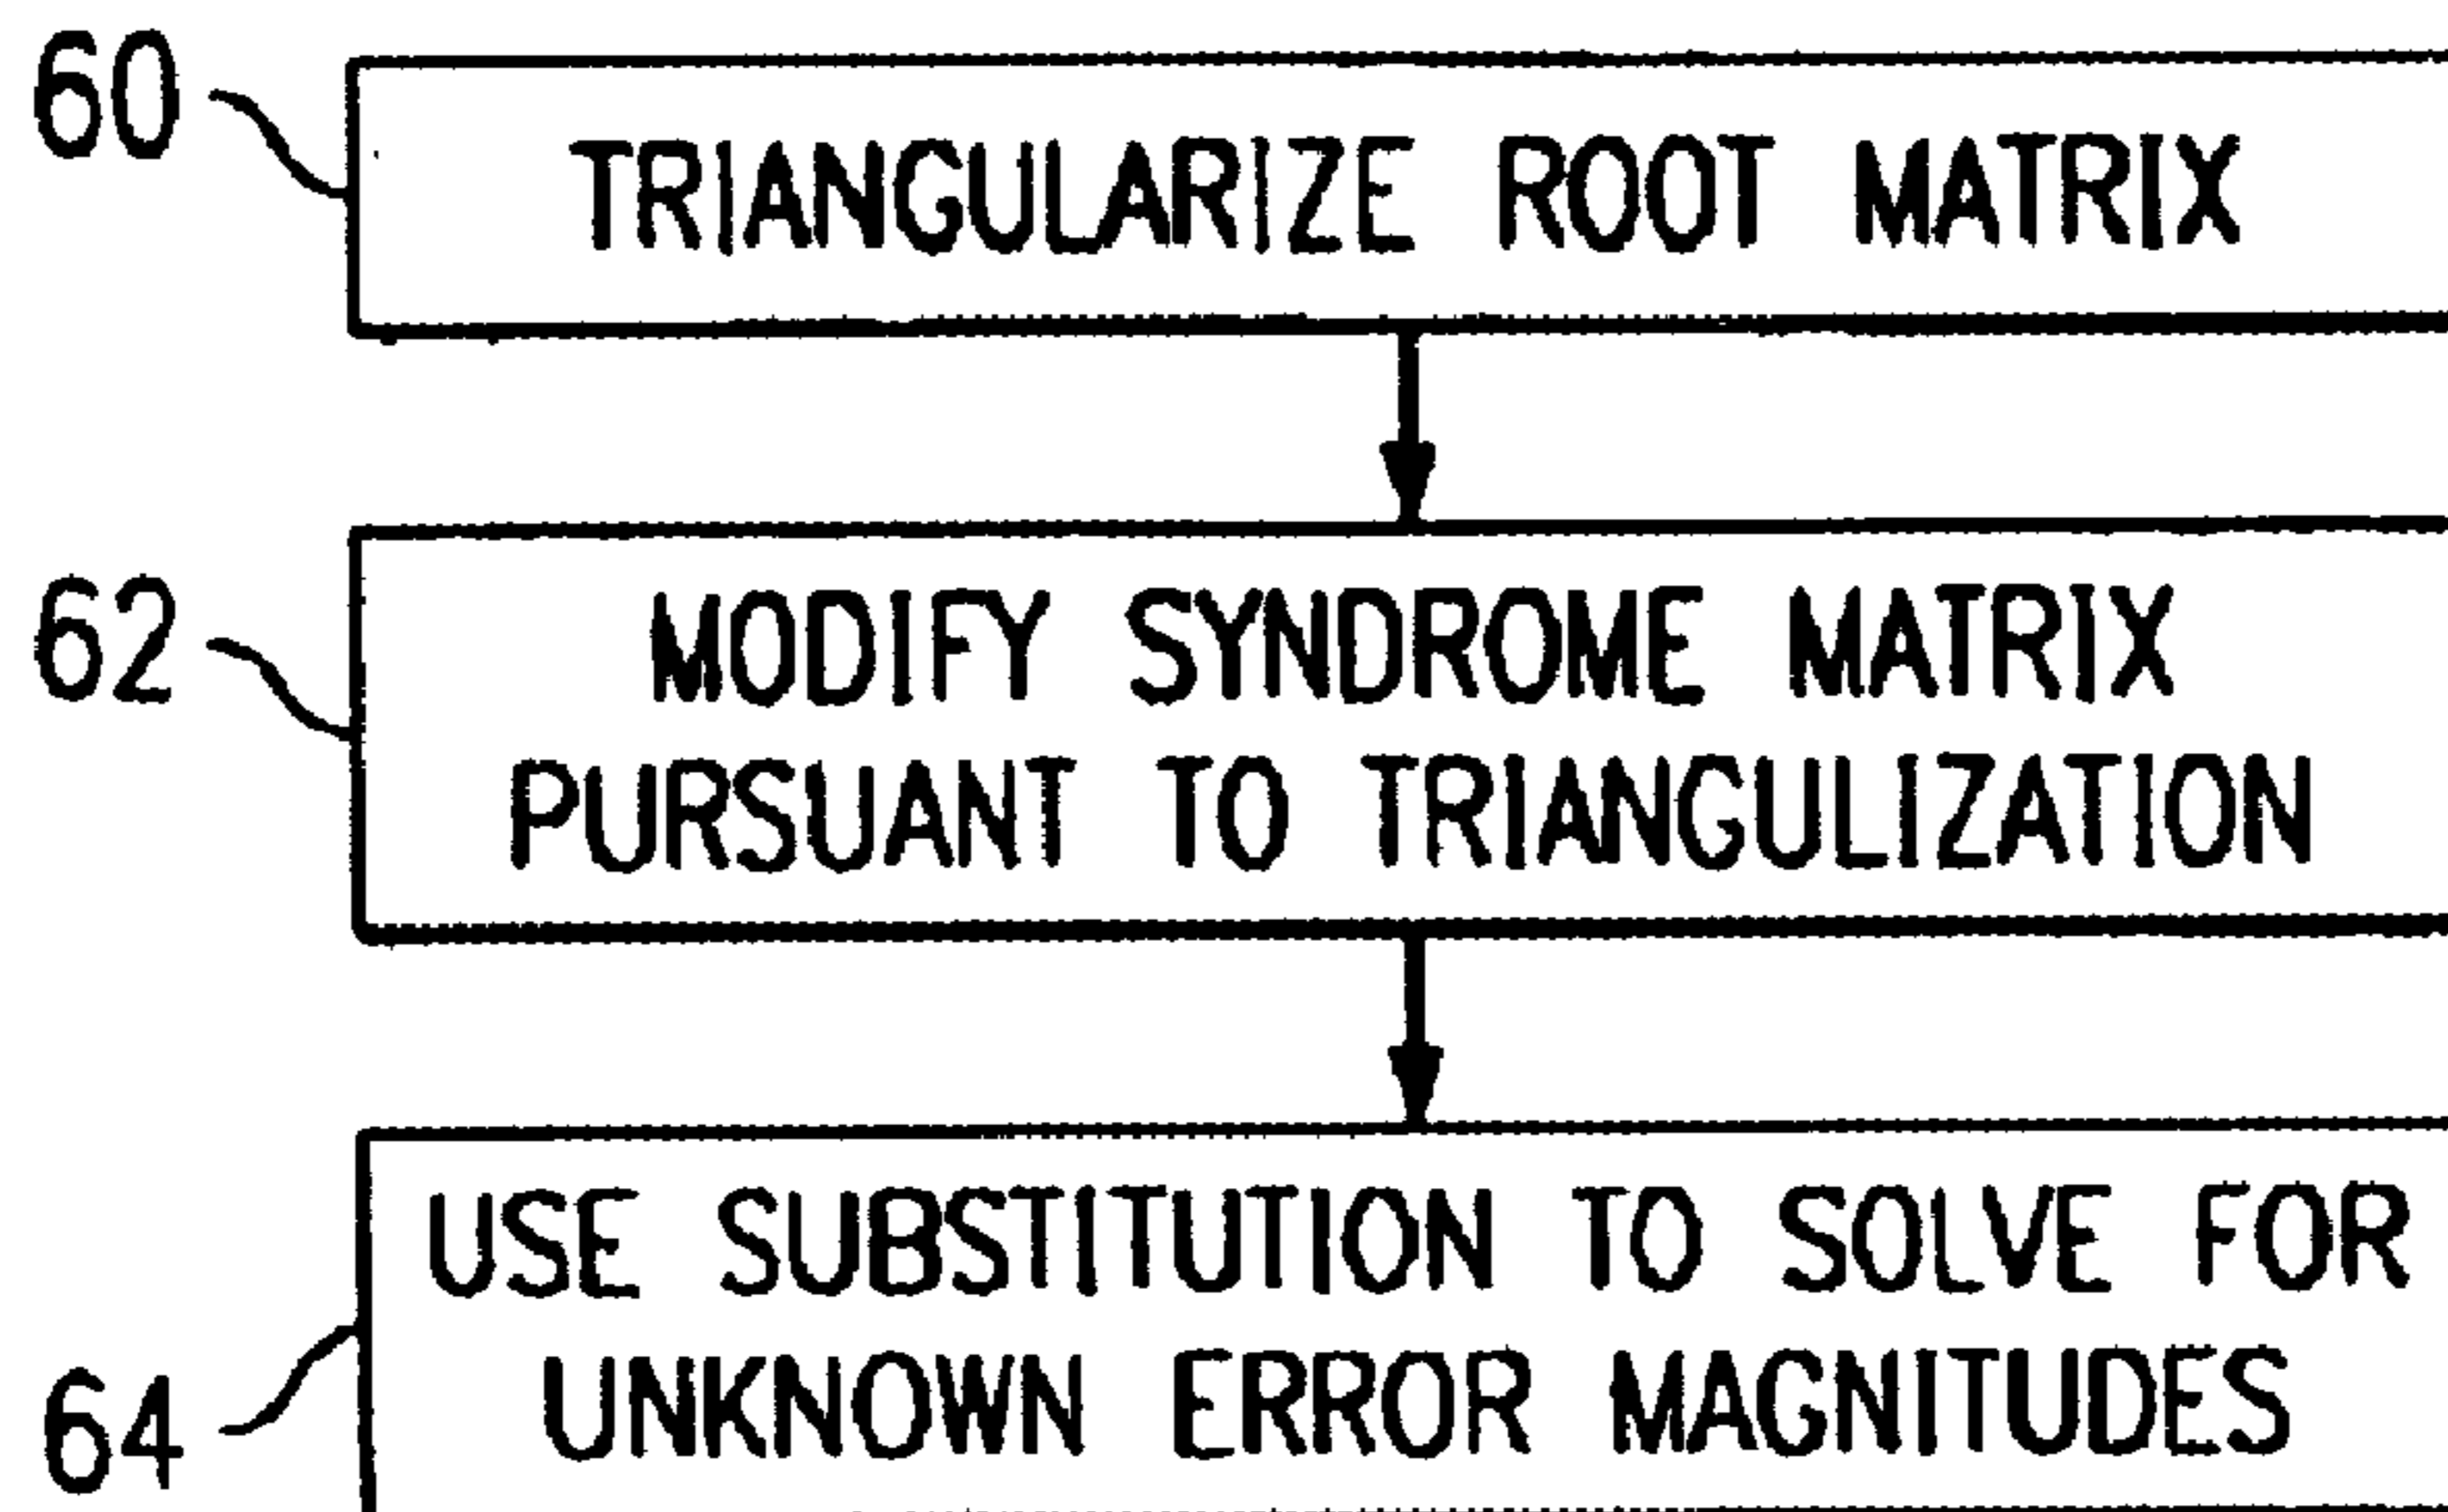 60
TRIANGULARIZE ROOT MATRIX
62
MODIFY SYNDROME MATRIX
PURSUANT TO TRIANGULIZATION
USE SUBSTITUTION TO SOLVE FOR
UNKNOWN ERROR MAGNITUDES
64